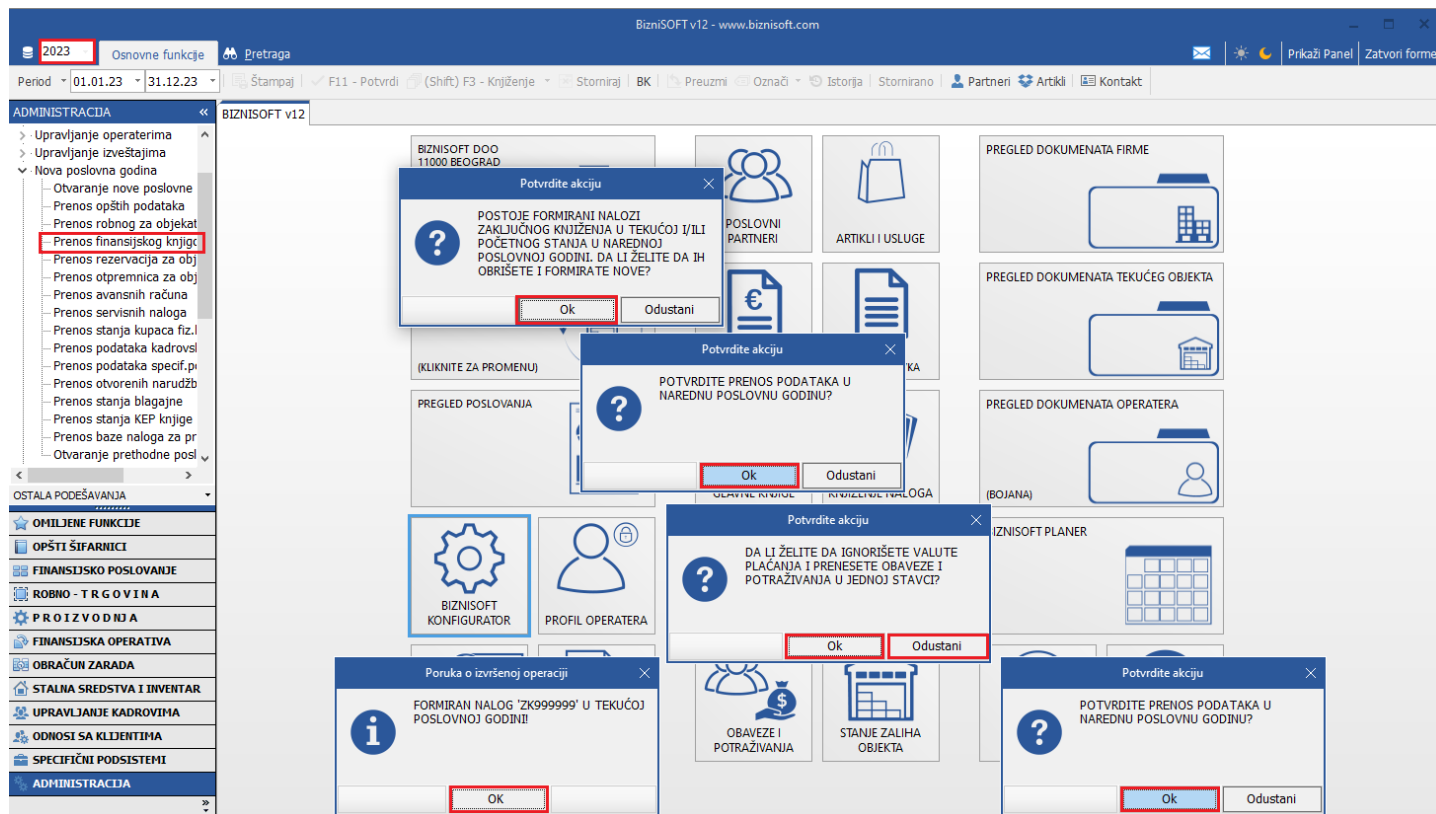 BizniSOFT v12 - www.biznisoft.com
2023
Osnovne funkcije
Pretraga
Prikaži Panel
Zatvori forme
Period
01.01.23
31.12.23
Štampaj
F11 - Potvrdi
(Shift) F3 - Knjiženje
Storniraj
BK
Preuzmi
Označi
Istorija
Stornirano
Partneri
Artikli
Kontakt
ADMINISTRACIJA
«
BIZNISOFT v12
Upravljanje operaterima
Upravljanje izveštajima
Nova poslovna godina
Otvaranje nove poslovne
Prenos opštih podataka
Prenos robnog za objekat
Prenos finansijskog knjigo
Prenos rezervacija za obj
Prenos otpremnica za obj
Prenos avansnih računa
Prenos servisnih naloga
Prenos stanja kupaca fiz.l
Prenos podataka kadrovsl
Prenos podataka specif.po
Prenos otvorenih narudžb
Prenos stanja blagajne
Prenos stanja KEP knjige
Prenos baze naloga za pr
Otvaranje prethodne posl
OSTALA PODEŠAVANJA
OMILJENE FUNKCIJE
OPŠTI ŠIFARNICI
FINANSIJSKO POSLOVANJE
ROBNO - T R G O V I N A
P R O I Z V O D NJ A
FINANSIJSKA OPERATIVA
OBRAČUN ZARADA
STALNA SREDSTVA I INVENTAR
UPRAVLJANJE KADROVIMA
ODNOSI SA KLIJENTIMA
SPECIFIČNI PODSISTEMI
ADMINISTRACIJA
BIZNISOFT DOO
11000 BEOGRAD
Potvrdite akciju
POSTOJE FORMIRANI NALOZI
ZAKLJUČNOG KNJIŽENJA U TEKUĆOJ I/ILI
POČETNOG STANJA U NAREDNOJ
POSLOVNOJ GODINI. DA LI ŽELITE DA IH
OBRIŠETE I FORMIRATE NOVE?
Ok
Odustani
POSLOVNI
PARTNERI
ARTIKLI I USLUGE
PREGLED DOKUMENATA FIRME
PREGLED DOKUMENATA TEKUĆEG OBJEKTA
(KLIKNITE ZA PROMENU)
KA
Potvrdite akciju
POTVRDITE PRENOS PODATAKA U
NAREDNU POSLOVNU GODINU?
Ok
Odustani
PREGLED POSLOVANJA
GLAVNE KNJIGE
KNJIŽENJE NALOGA
PREGLED DOKUMENATA OPERATERA
(BOJANA)
BIZNISOFT
KONFIGURATOR
PROFIL OPERATERA
Potvrdite akciju
DA LI ŽELITE DA IGNORIŠETE VALUTE
PLAĆANJA I PRENESETE OBAVEZE I
POTRAŽIVANJA U JEDNOJ STAVCI?
Ok
Odustani
IZNISOFT PLANER
Poruka o izvršenoj operaciji
FORMIRAN NALOG 'ZK999999' U TEKUĆOJ
POSLOVNOJ GODINI!
OK
OBAVEZE I
POTRAŽIVANJA
STANJE ZALIHA
OBJEKTA
Potvrdite akciju
POTVRDITE PRENOS PODATAKA U
NAREDNU POSLOVNU GODINU?
Ok
Odustani